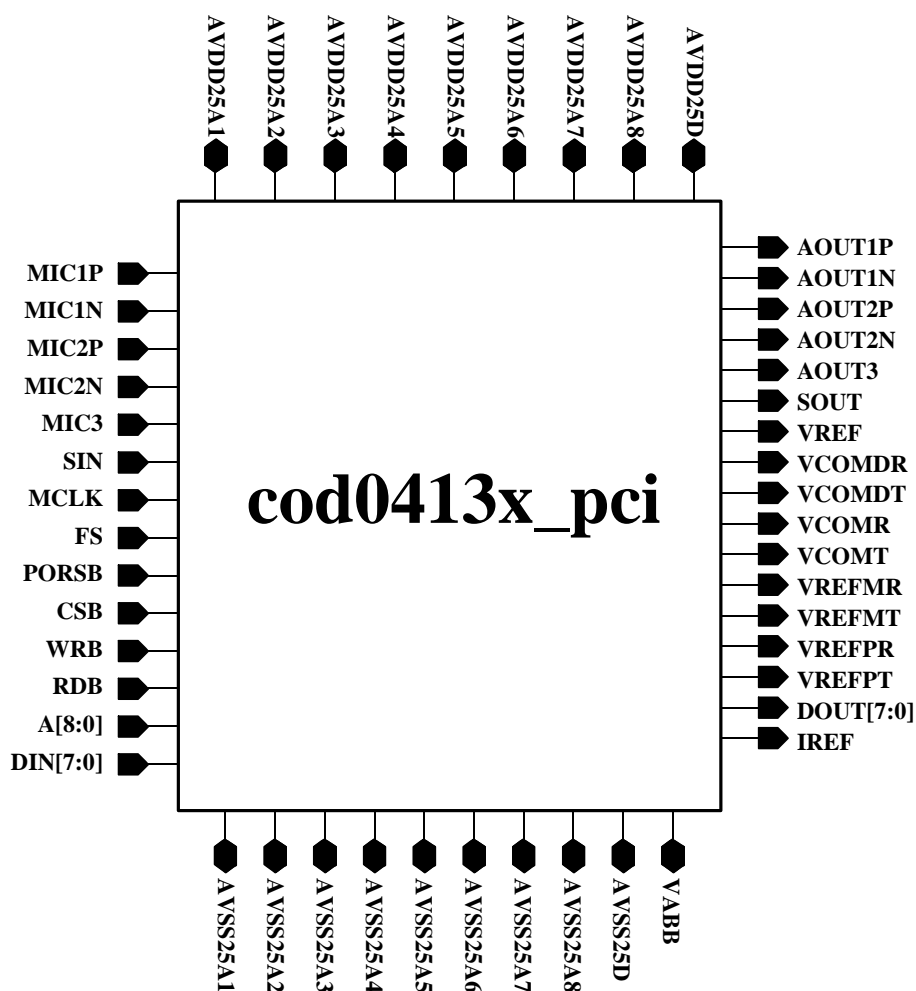 AVDD25A1
AVDD25A2
AVDD25A3
AVDD25A4
AVDD25A5
AVDD25A6
AVDD25A7
AVDD25A8
AVDD25D
MIC1P
MIC1N
MIC2P
MIC2N
MIC3
SIN
MCLK
FS
PORSB
CSB
WRB
RDB
A[8:0]
DIN[7:0]
cod0413x_pci
AOUT1P
AOUT1N
AOUT2P
AOUT2N
AOUT3
SOUT
VREF
VCOMDR
VCOMDT
VCOMR
VCOMT
VREFMR
VREFMT
VREFPR
VREFPT
DOUT[7:0]
IREF
AVSS25A1
AVSS25A2
AVSS25A3
AVSS25A4
AVSS25A5
AVSS25A6
AVSS25A7
AVSS25A8
AVSS25D
VABB